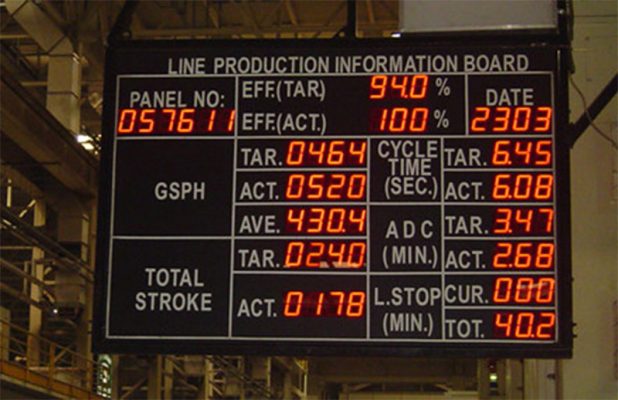 LINE PRODUCTION INFORMATION BOARD
PANEL NO: EFF.(TAR) 94.0 % DATE
057611 EFF.(ACT.) 100 % 2303
GSPH TAR. 0464 CYCLE TIME (SEC.) TAR. 6.45
ACT. 0520 ACT. 6.08
AVE. 430.4 ADC (MIN.) TAR. 3.47
TOTAL STROKE TAR. 0240 ACT. 2.68
ACT. 0178 L.STOP (MIN.) CUR. 000
TOT. 40.2